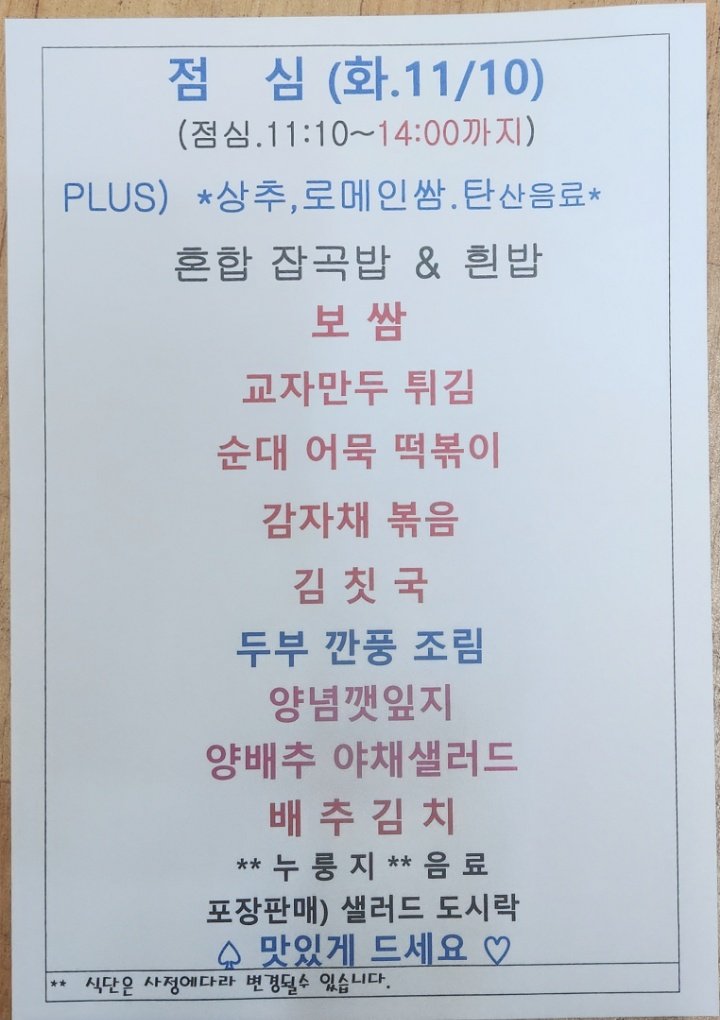 점 심 (화.11/10)
(점심.11:10~14:00까지)
PLUS) *상추,로메인쌈.탄산음료*
혼합 잡곡밥 & 흰밥
보 쌈
교자만두 튀김
순대 어묵 떡볶이
감자채 볶음
김 칫 국
두부 깐풍 조림
양념깻잎지
양배추 야채샐러드
배 추 김 치
** 누 룽 지 ** 음 료
포장판매) 샐러드 도시락
♤ 맛있게 드세요 ♡
** 식단은 사정에다라 변경될수 있습니다.